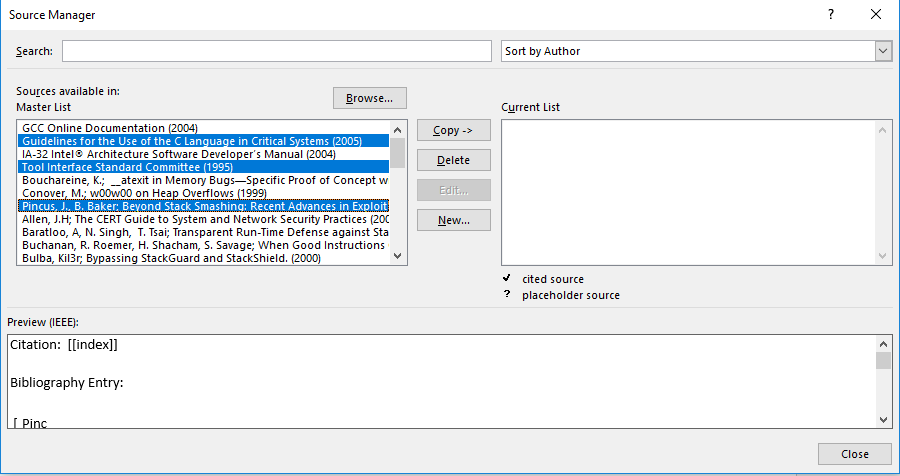 Source Manager
?
Search:
Sort by Author
Sources available in:
Master List
Browse...
Current List
GCC Online Documentation (2004)
Guidelines for the Use of the C Language in Critical Systems (2005)
IA-32 Intel® Architecture Software Developer's Manual (2004)
Tool Interface Standard Committee (1995)
Bouchareine, K.; __atexit in Memory Bugs—Specific Proof of Concept w
Conover, M.; w00w00 on Heap Overflows (1999)
Pincus, J., B. Baker; Beyond Stack Smashing: Recent Advances in Exploit
Allen, J.H; The CERT Guide to System and Network Security Practices (200
Baratloo, A, N. Singh, T. Tsai; Transparent Run-Time Defense against Sta
Buchanan, R. Roemer, H. Shacham, S. Savage; When Good Instructions
Bulba, Kil3r; Bypassing StackGuard and StackShield. (2000)
Copy ->
Delete
Edit...
New...
cited source
? placeholder source
Preview (IEEE):
Citation: [[index]]
Bibliography Entry:
[ Pinc
Close